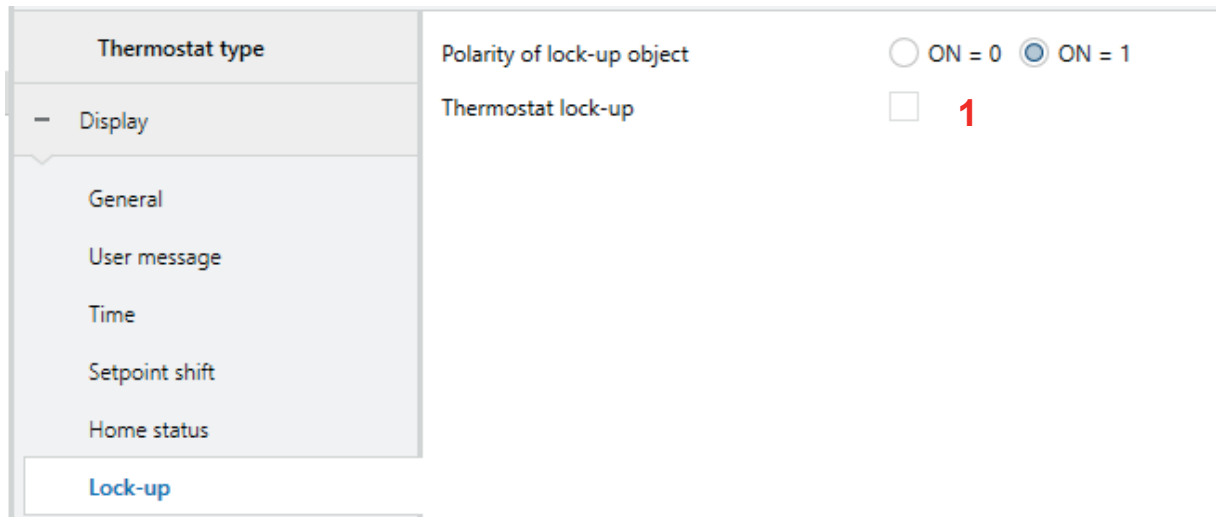 Thermostat type
Display
General
User message
Time
Setpoint shift
Home status
Lock-up
Polarity of lock-up object ON = 0 ON = 1
Thermostat lock-up 1